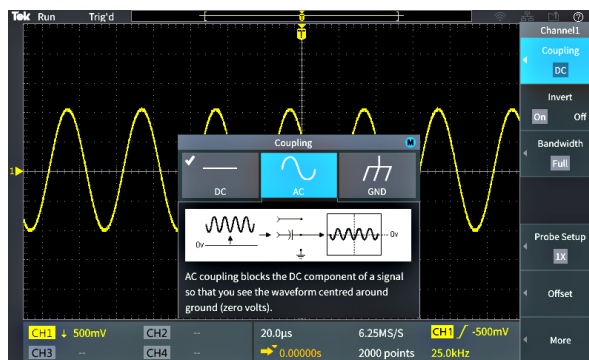 Tek Run Trig'd
T
Channel1
Coupling
DC
Invert
On Off
Bandwidth
Full
Probe Setup
1X
Offset
More
1
Coupling M
DC AC GND
0v 0v
AC coupling blocks the DC component of a signal
so that you see the waveform centred around
ground (zero volts).
CH1 ↓ 500mV CH2 -- 20.0µs 6.25MS/S CH1 / -500mV
CH3 -- CH4 -- 0.00000s 2000 points 25.0kHz